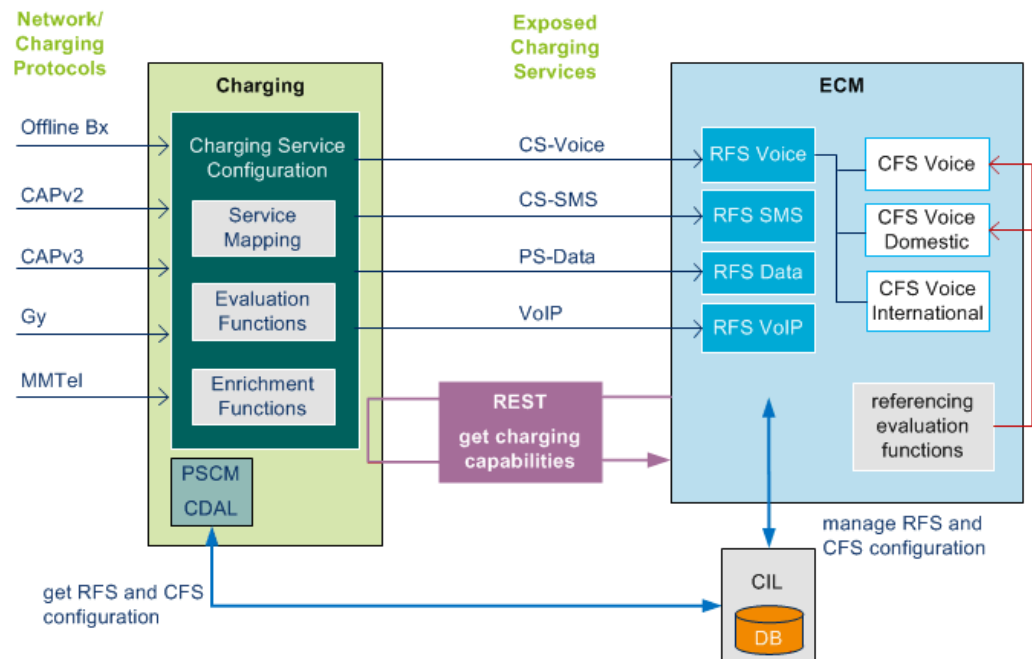 Network/
Charging
Protocols
Exposed
Charging
Services
Charging
ECM
Offline Bx
CAPv2
CAPv3
Gy
MMTel
Charging Service
Configuration
Service
Mapping
Evaluation
Functions
Enrichment
Functions
PSCM
CDAL
CS-Voice
CS-SMS
PS-Data
VoIP
RFS Voice
RFS SMS
RFS Data
RFS VoIP
CFS Voice
CFS Voice
Domestic
CFS Voice
International
REST
get charging
capabilities
referencing
evaluation
functions
manage RFS and
CFS configuration
get RFS and CFS
configuration
CIL
DB